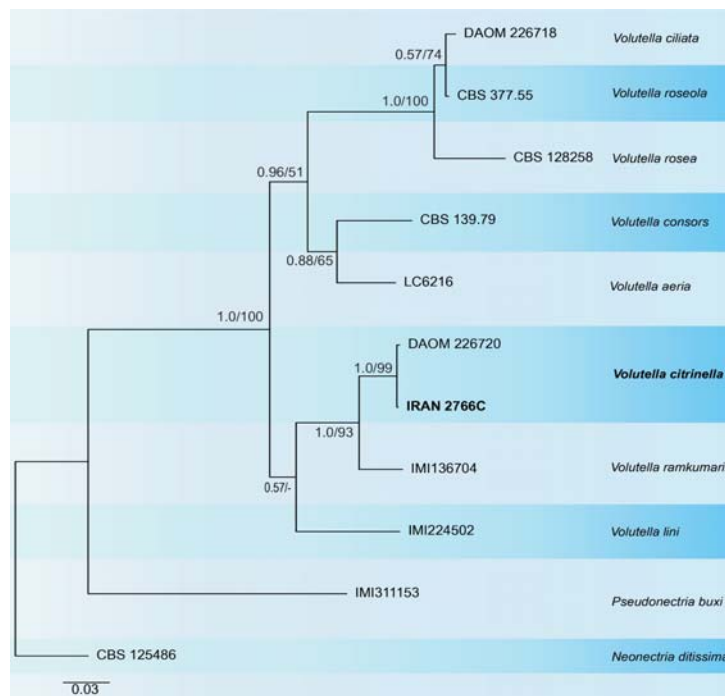 DAOM 226718
Volutella ciliata
0.57/74
CBS 377.55
Volutella roseola
1.0/100
CBS 128258
Volutella rosea
0.96/51
CBS 139.79
Volutella consors
0.88/65
LC6216
Volutella aeria
1.0/100
DAOM 226720
1.0/99
Volutella citrinella
IRAN 2766C
1.0/93
IMI136704
Volutella ramkumari
0.57/-
IMI224502
Volutella lini
IMI311153
Pseudonectria buxi
CBS 125486
Neonectria ditissima
0.03